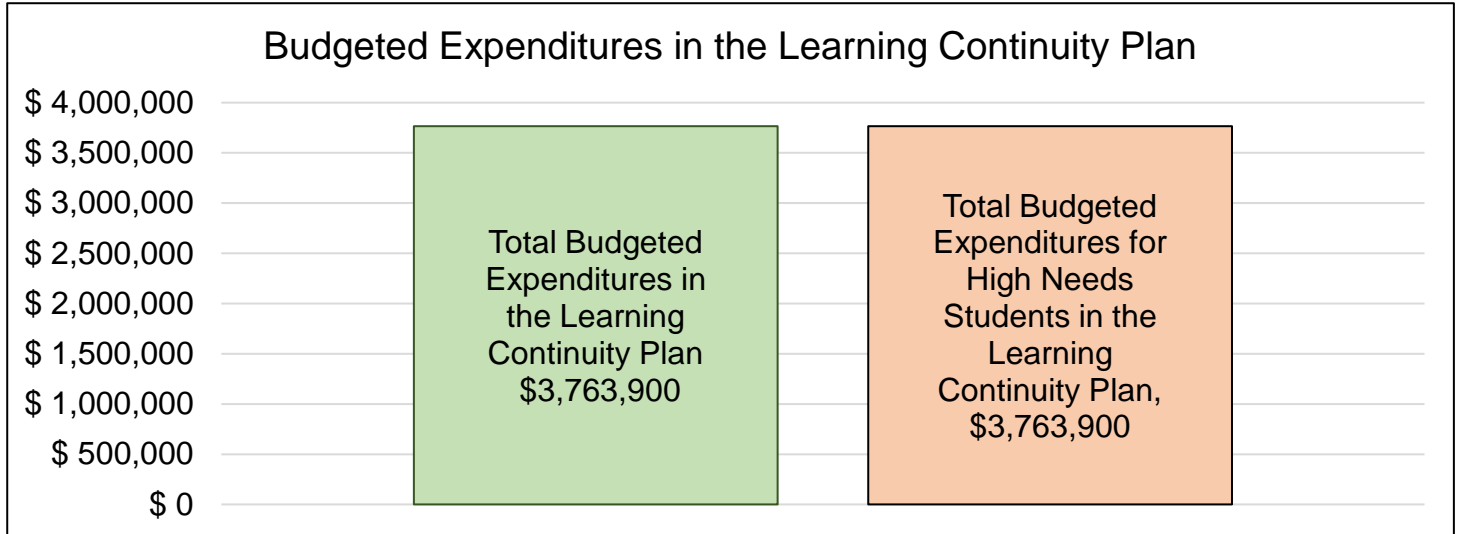 Budgeted Expenditures in the Learning Continuity Plan
$ 4,000,000
$ 3,500,000
$ 3,000,000
$ 2,500,000
$ 2,000,000
$ 1,500,000
$ 1,000,000
$ 500,000
$ 0
Total Budgeted
Expenditures in
the Learning
Continuity Plan
$3,763,900
Total Budgeted
Expenditures for
High Needs
Students in the
Learning
Continuity Plan,
$3,763,900